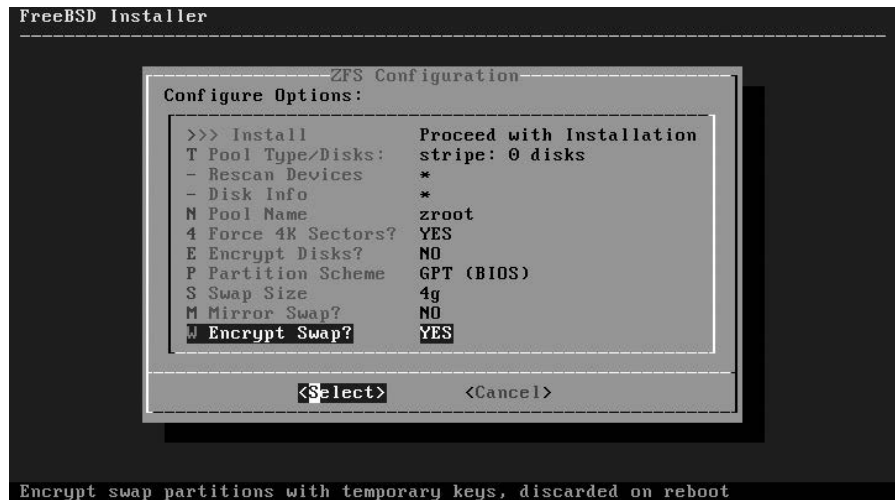 FreeBSD Installer
ZFS Configuration
Configure Options:
>>> Install Proceed with Installation
T Pool Type/Disks: stripe: 0 disks
- Rescan Devices *
- Disk Info *
N Pool Name zroot
4 Force 4K Sectors? YES
E Encrypt Disks? NO
P Partition Scheme GPT (BIOS)
S Swap Size 4g
M Mirror Swap? NO
W Encrypt Swap? YES
<Select> <Cancel>
Encrypt swap partitions with temporary keys, discarded on reboot